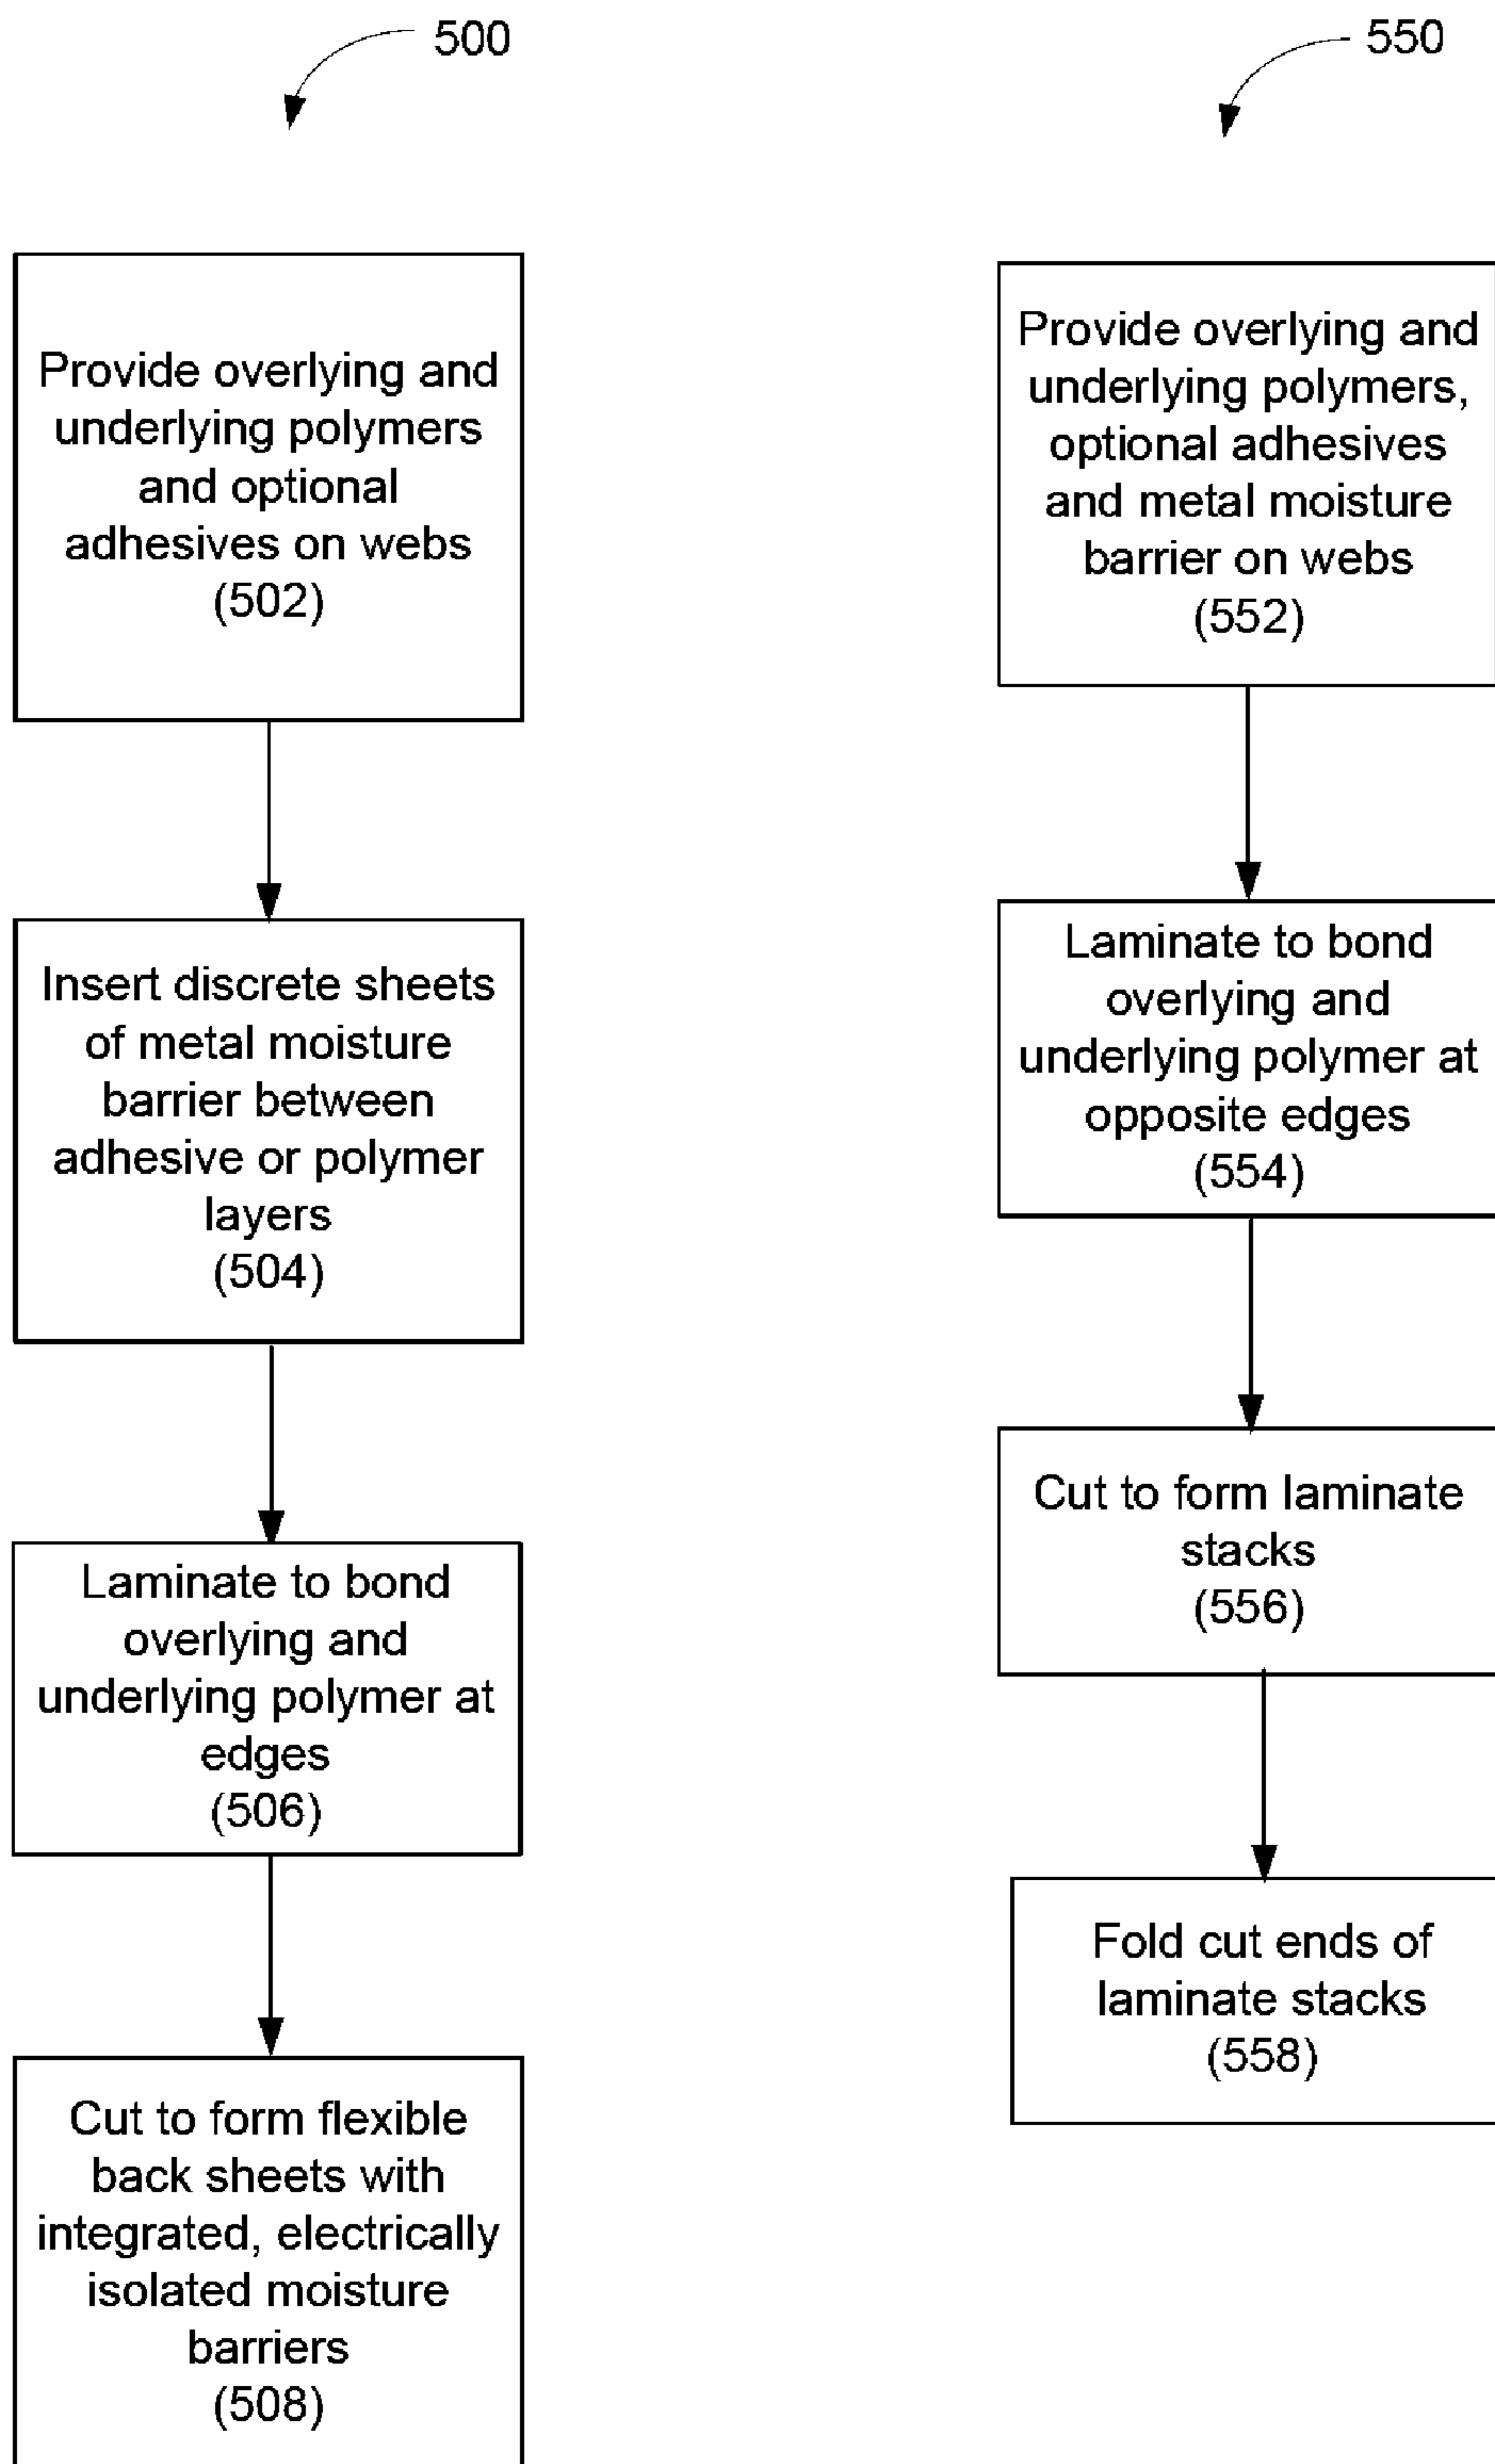 500
Provide overlying and
underlying polymers
and optional
adhesives on webs
(502)
Insert discrete sheets
of metal moisture
barrier between
adhesive or polymer
layers
(504)
Laminate to bond
overlying and
underlying polymer at
edges
(506)
Cut to form flexible
back sheets with
integrated, electrically
isolated moisture
barriers
(508)
550
Provide overlying and
underlying polymers,
optional adhesives
and metal moisture
barrier on webs
(552)
Laminate to bond
overlying and
underlying polymer at
opposite edges
(554)
Cut to form laminate
stacks
(556)
Fold cut ends of
laminate stacks
(558)